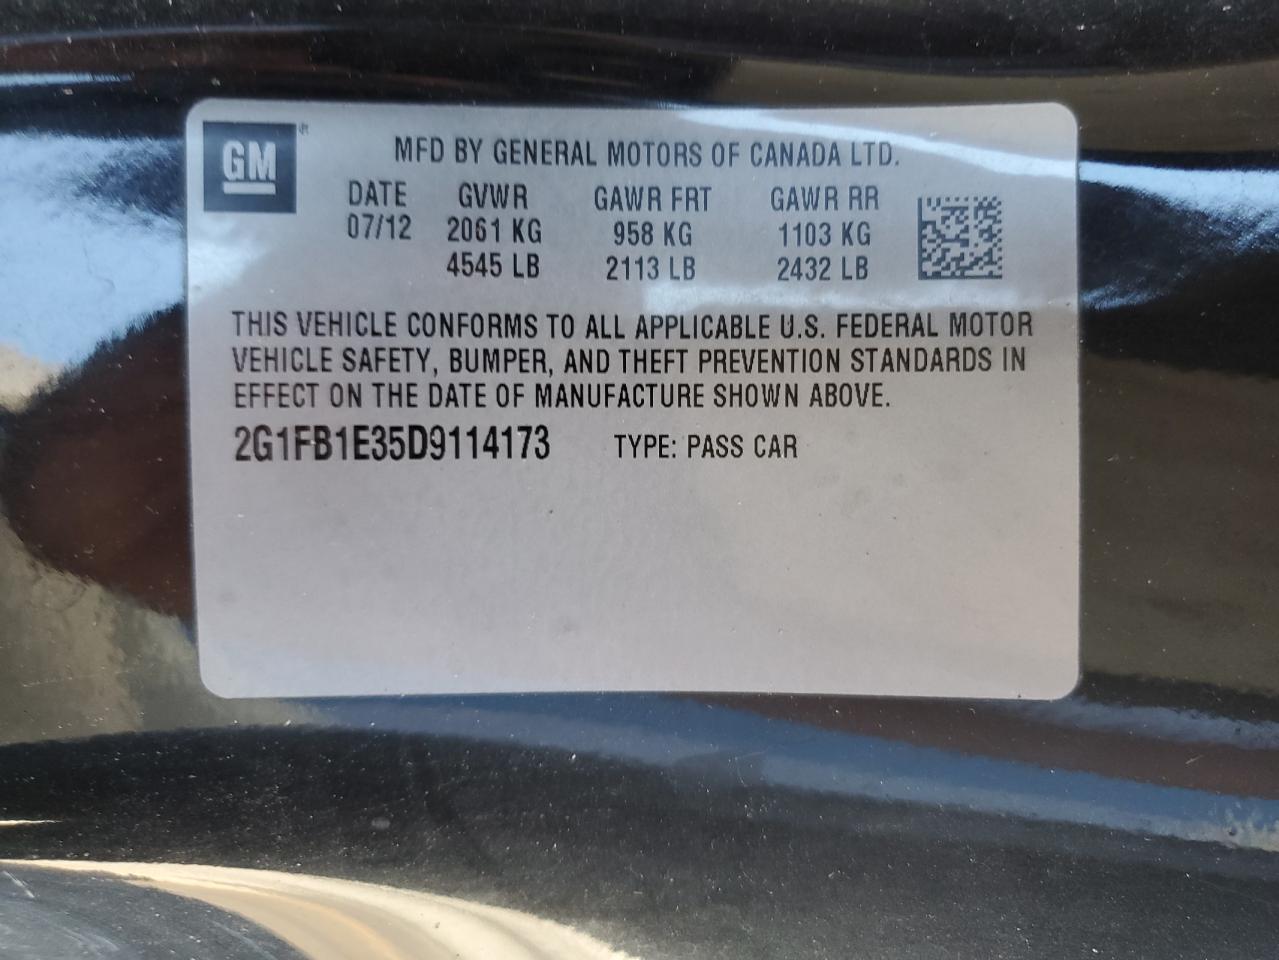 GM
MFD BY GENERAL MOTORS OF CANADA LTD.
DATE GVWR GAWR FRT GAWR RR
07/12 2061 KG 958 KG 1103 KG
4545 LB 2113 LB 2432 LB
THIS VEHICLE CONFORMS TO ALL APPLICABLE U.S. FEDERAL MOTOR
VEHICLE SAFETY, BUMPER, AND THEFT PREVENTION STANDARDS IN
EFFECT ON THE DATE OF MANUFACTURE SHOWN ABOVE.
2G1FB1E35D9114173 TYPE: PASS CAR